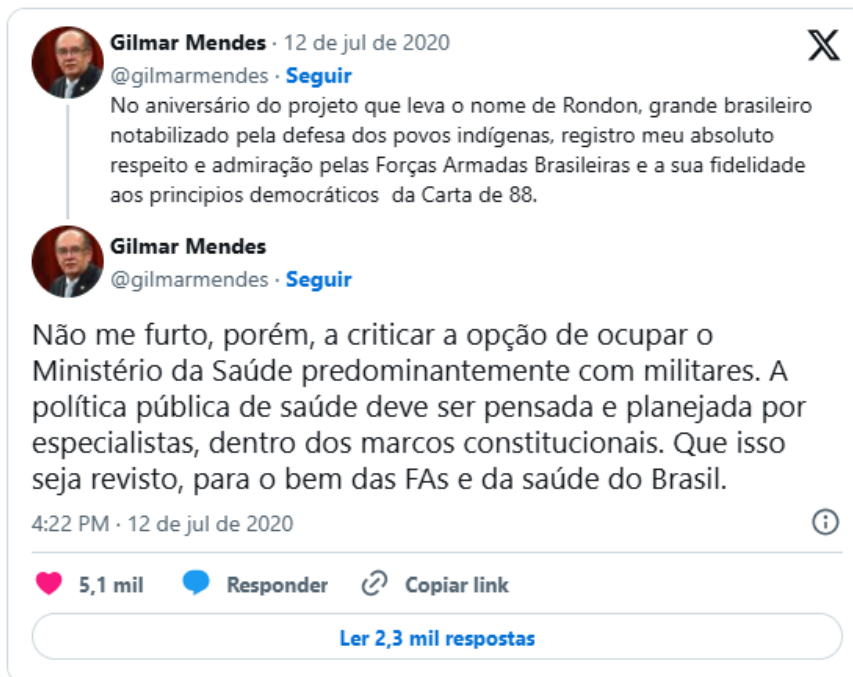 Gilmar Mendes · 12 de jul de 2020
@gilmarmendes · Seguir
No aniversário do projeto que leva o nome de Rondon, grande brasileiro
notabilizado pela defesa dos povos indígenas, registro meu absoluto
respeito e admiração pelas Forças Armadas Brasileiras e a sua fidelidade
aos principios democráticos  da Carta de 88.
Gilmar Mendes
@gilmarmendes · Seguir
Não me furto, porém, a criticar a opção de ocupar o
Ministério da Saúde predominantemente com militares. A
política pública de saúde deve ser pensada e planejada por
especialistas, dentro dos marcos constitucionais. Que isso
seja revisto, para o bem das FAs e da saúde do Brasil.
4:22 PM · 12 de jul de 2020
5,1 mil Responder Copiar link
Ler 2,3 mil respostas